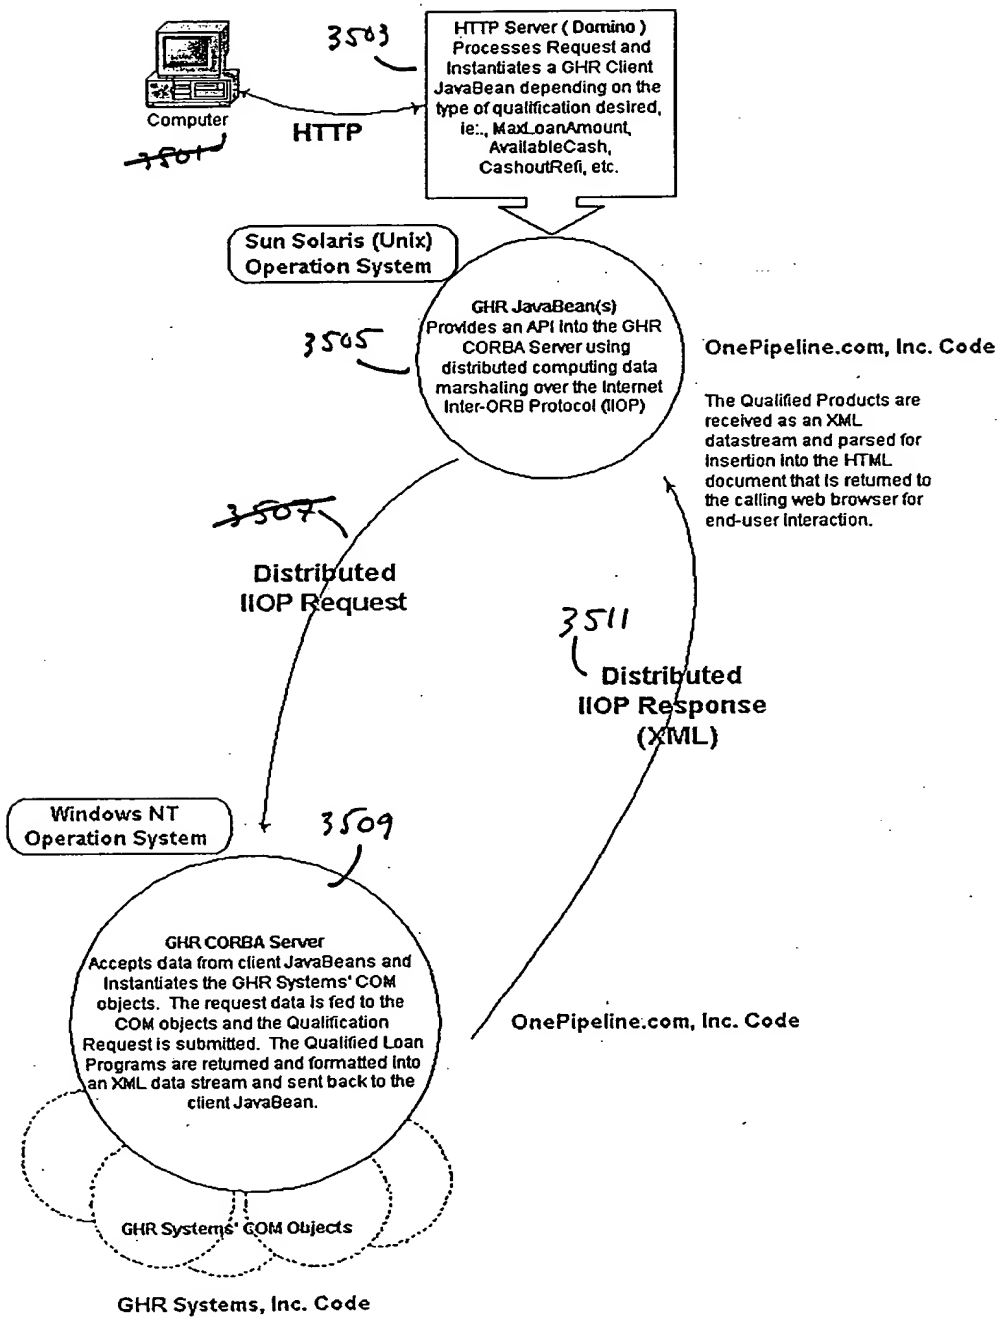 3503
HTTP Server ( Domino )
Processes Request and
Instantiates a GHR Client
JavaBean depending on the
type of qualification desired,
ie:., MaxLoanAmount,
AvailableCash,
CashoutRefi, etc.
Computer
HTTP
3501
Sun Solaris (Unix)
Operation System
GHR JavaBean(s)
Provides an API into the GHR
CORBA Server using
distributed computing data
marshaling over the Internet
Inter-ORB Protocol (IIOP)
3505
OnePipeline.com, Inc. Code
The Qualified Products are
received as an XML
datastream and parsed for
insertion into the HTML
document that is returned to
the calling web browser for
end-user interaction.
3507
Distributed
IIOP Request
3511
Distributed
IIOP Response
(XML)
Windows NT
Operation System
3509
GHR CORBA Server
Accepts data from client JavaBeans and
Instantiates the GHR Systems' COM
objects. The request data is fed to the
COM objects and the Qualification
Request is submitted. The Qualified Loan
Programs are returned and formatted into
an XML data stream and sent back to the
client JavaBean.
OnePipeline.com, Inc. Code
GHR Systems' COM Objects
GHR Systems, Inc. Code